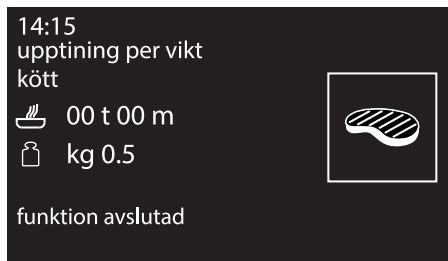 14:15
upptining per vikt
kött
00 t 00 m
kg 0.5
funktion avslutad